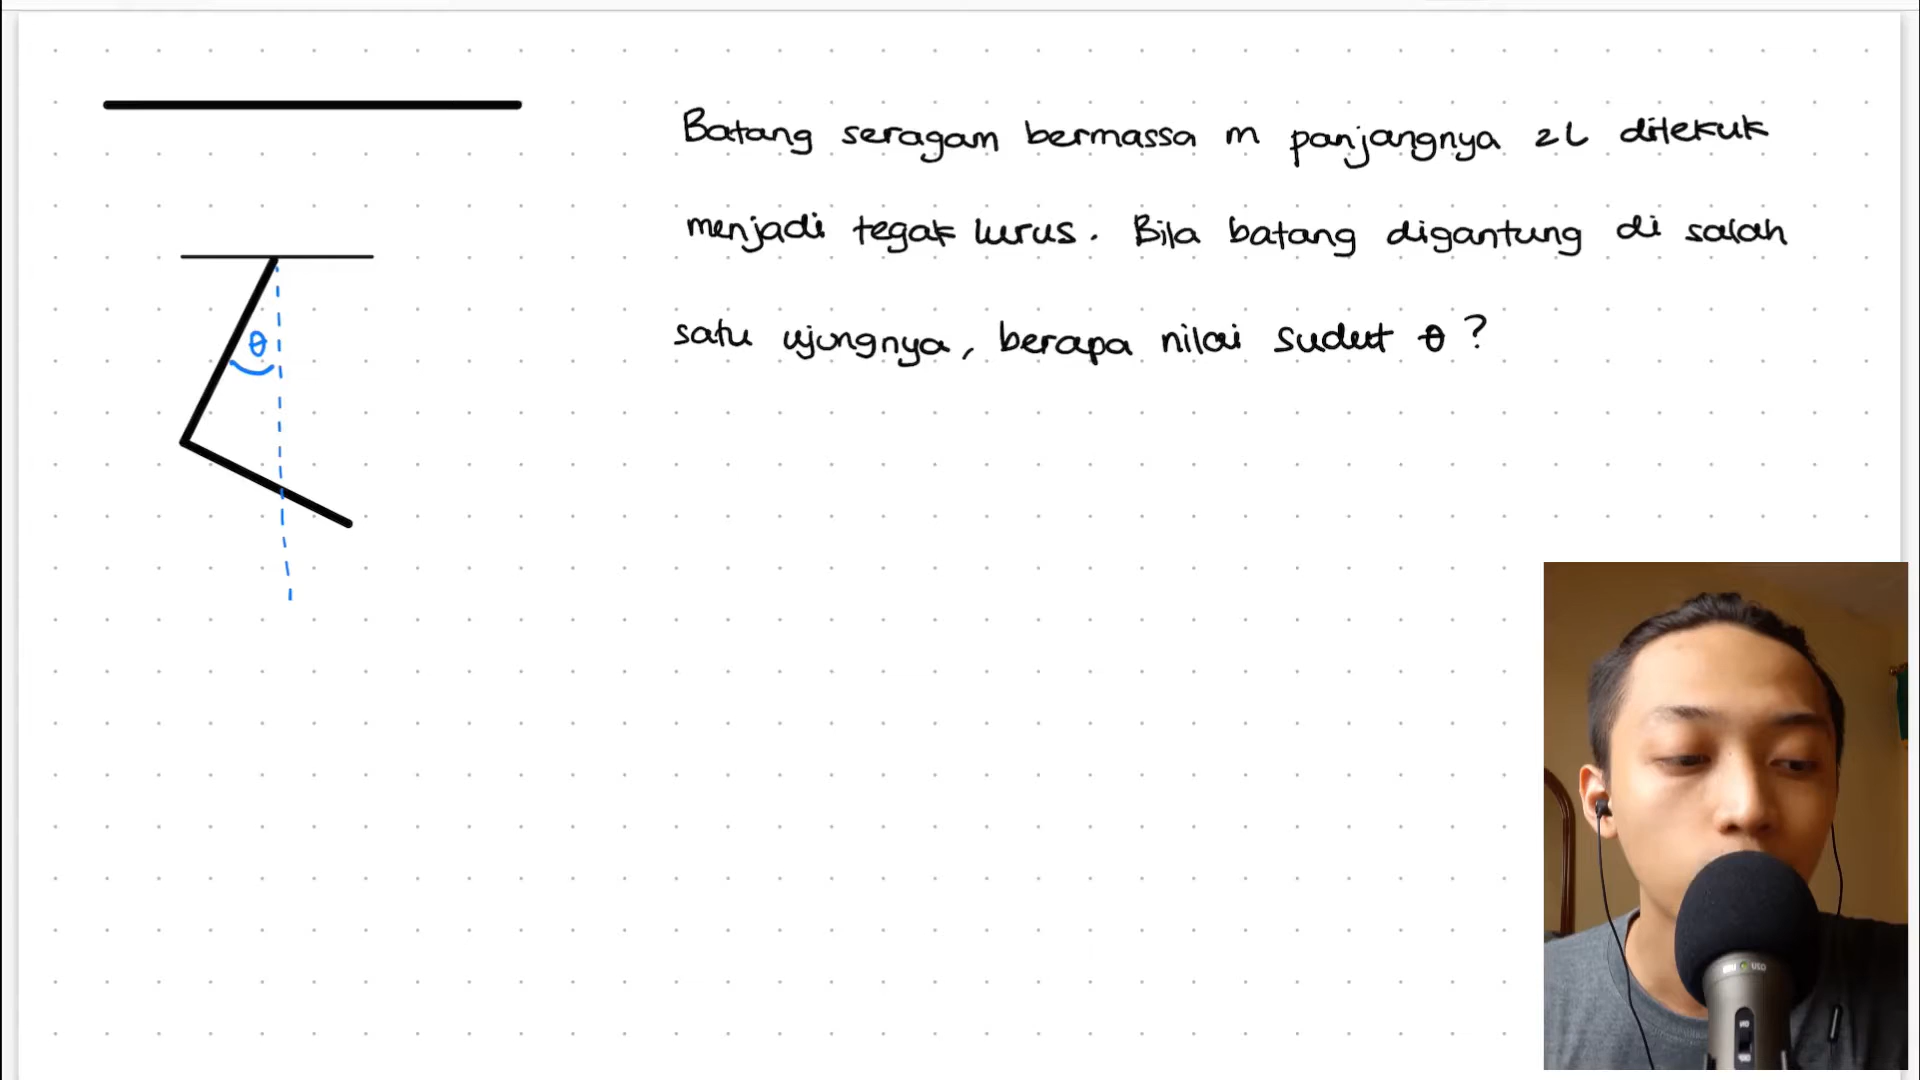 Batang seragam bermassa m panjangnya 2L ditekuk
menjadi tegak lurus. Bila batang digantung di salah
satu ujungnya, berapa nilai sudut θ ?
θ